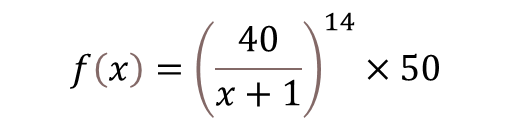 f(x) = (40/(x + 1))^14 × 50